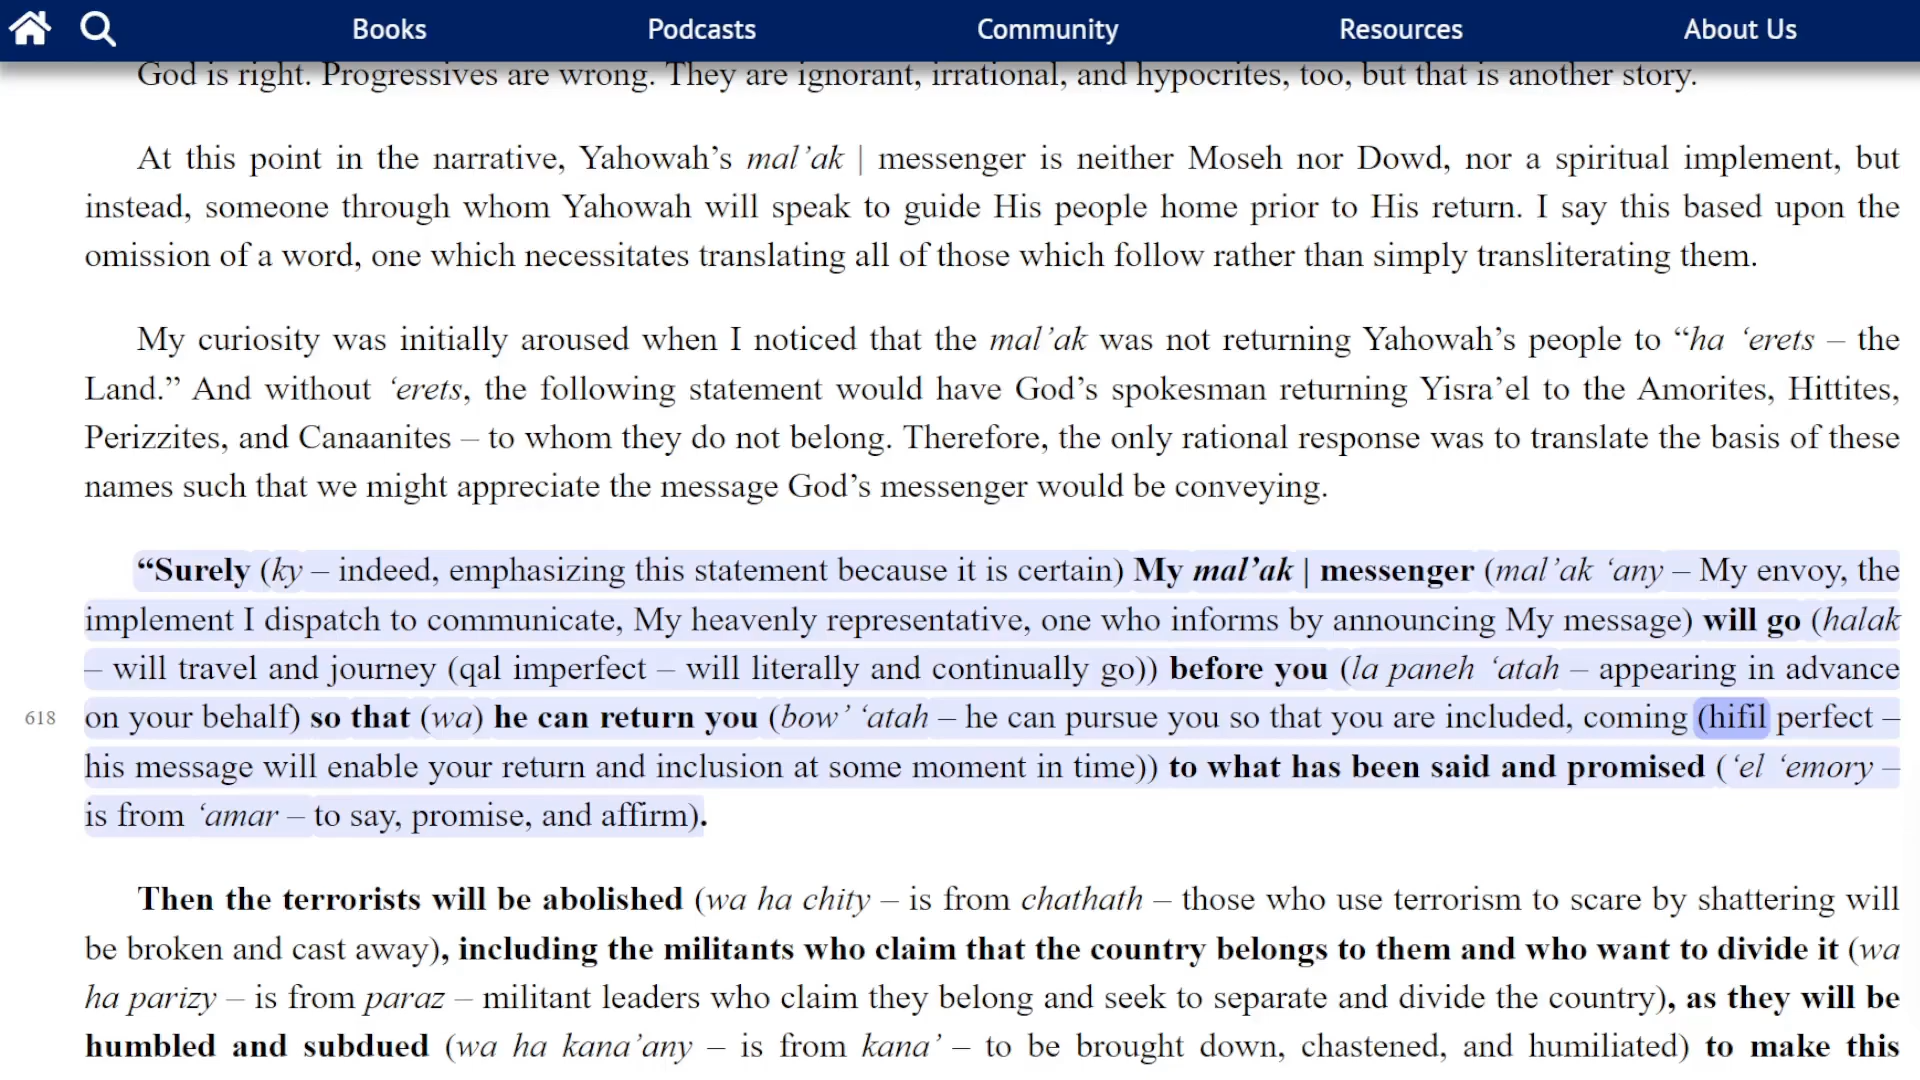 Books Podcasts Community Resources About Us
God is right. Progressives are wrong. They are ignorant, irrational, and hypocrites, too, but that is another story.
At this point in the narrative, Yahowah’s mal’ak | messenger is neither Moseh nor Dowd, nor a spiritual implement, but
instead, someone through whom Yahowah will speak to guide His people home prior to His return. I say this based upon the
omission of a word, one which necessitates translating all of those which follow rather than simply transliterating them.
My curiosity was initially aroused when I noticed that the mal’ak was not returning Yahowah’s people to “ha ‘erets – the
Land.” And without ‘erets, the following statement would have God’s spokesman returning Yisra’el to the Amorites, Hittites,
Perizzites, and Canaanites – to whom they do not belong. Therefore, the only rational response was to translate the basis of these
names such that we might appreciate the message God’s messenger would be conveying.
“Surely (ky – indeed, emphasizing this statement because it is certain) My mal’ak | messenger (mal’ak ‘any – My envoy, the
implement I dispatch to communicate, My heavenly representative, one who informs by announcing My message) will go (halak
– will travel and journey (qal imperfect – will literally and continually go)) before you (la paneh ‘atah – appearing in advance
618 on your behalf) so that (wa) he can return you (bow’ ‘atah – he can pursue you so that you are included, coming (hifil perfect –
his message will enable your return and inclusion at some moment in time)) to what has been said and promised (‘el ‘emory –
is from ‘amar – to say, promise, and affirm).
Then the terrorists will be abolished (wa ha chity – is from chathath – those who use terrorism to scare by shattering will
be broken and cast away), including the militants who claim that the country belongs to them and who want to divide it (wa
ha parizy – is from paraz – militant leaders who claim they belong and seek to separate and divide the country), as they will be
humbled and subdued (wa ha kana’any – is from kana’ – to be brought down, chastened, and humiliated) to make this